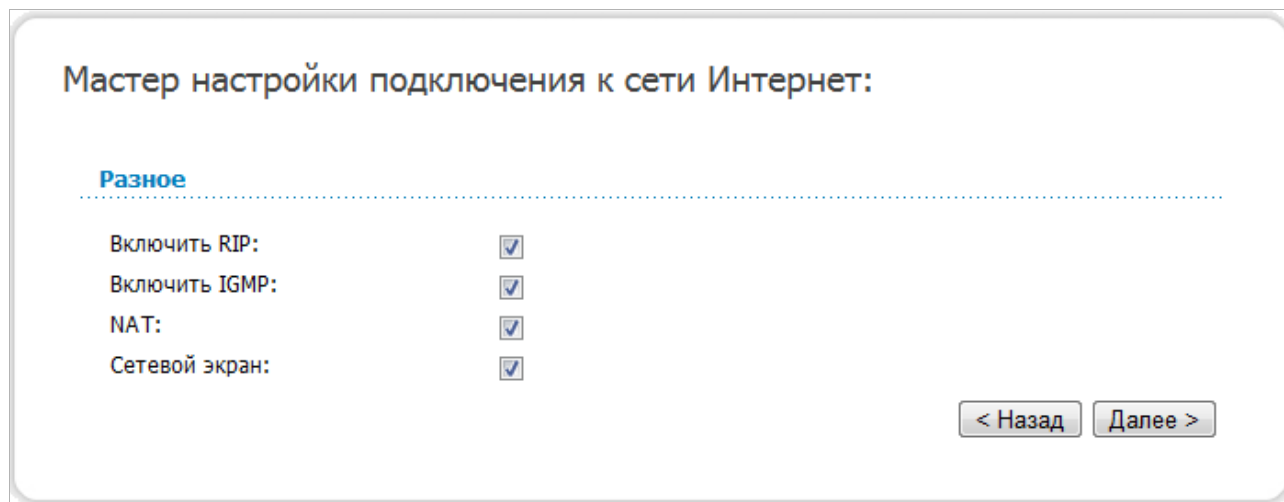 Мастер настройки подключения к сети Интернет:
Разное
Включить RIP:
Включить IGMP:
NAT:
Сетевой экран:
< Назад Далее >